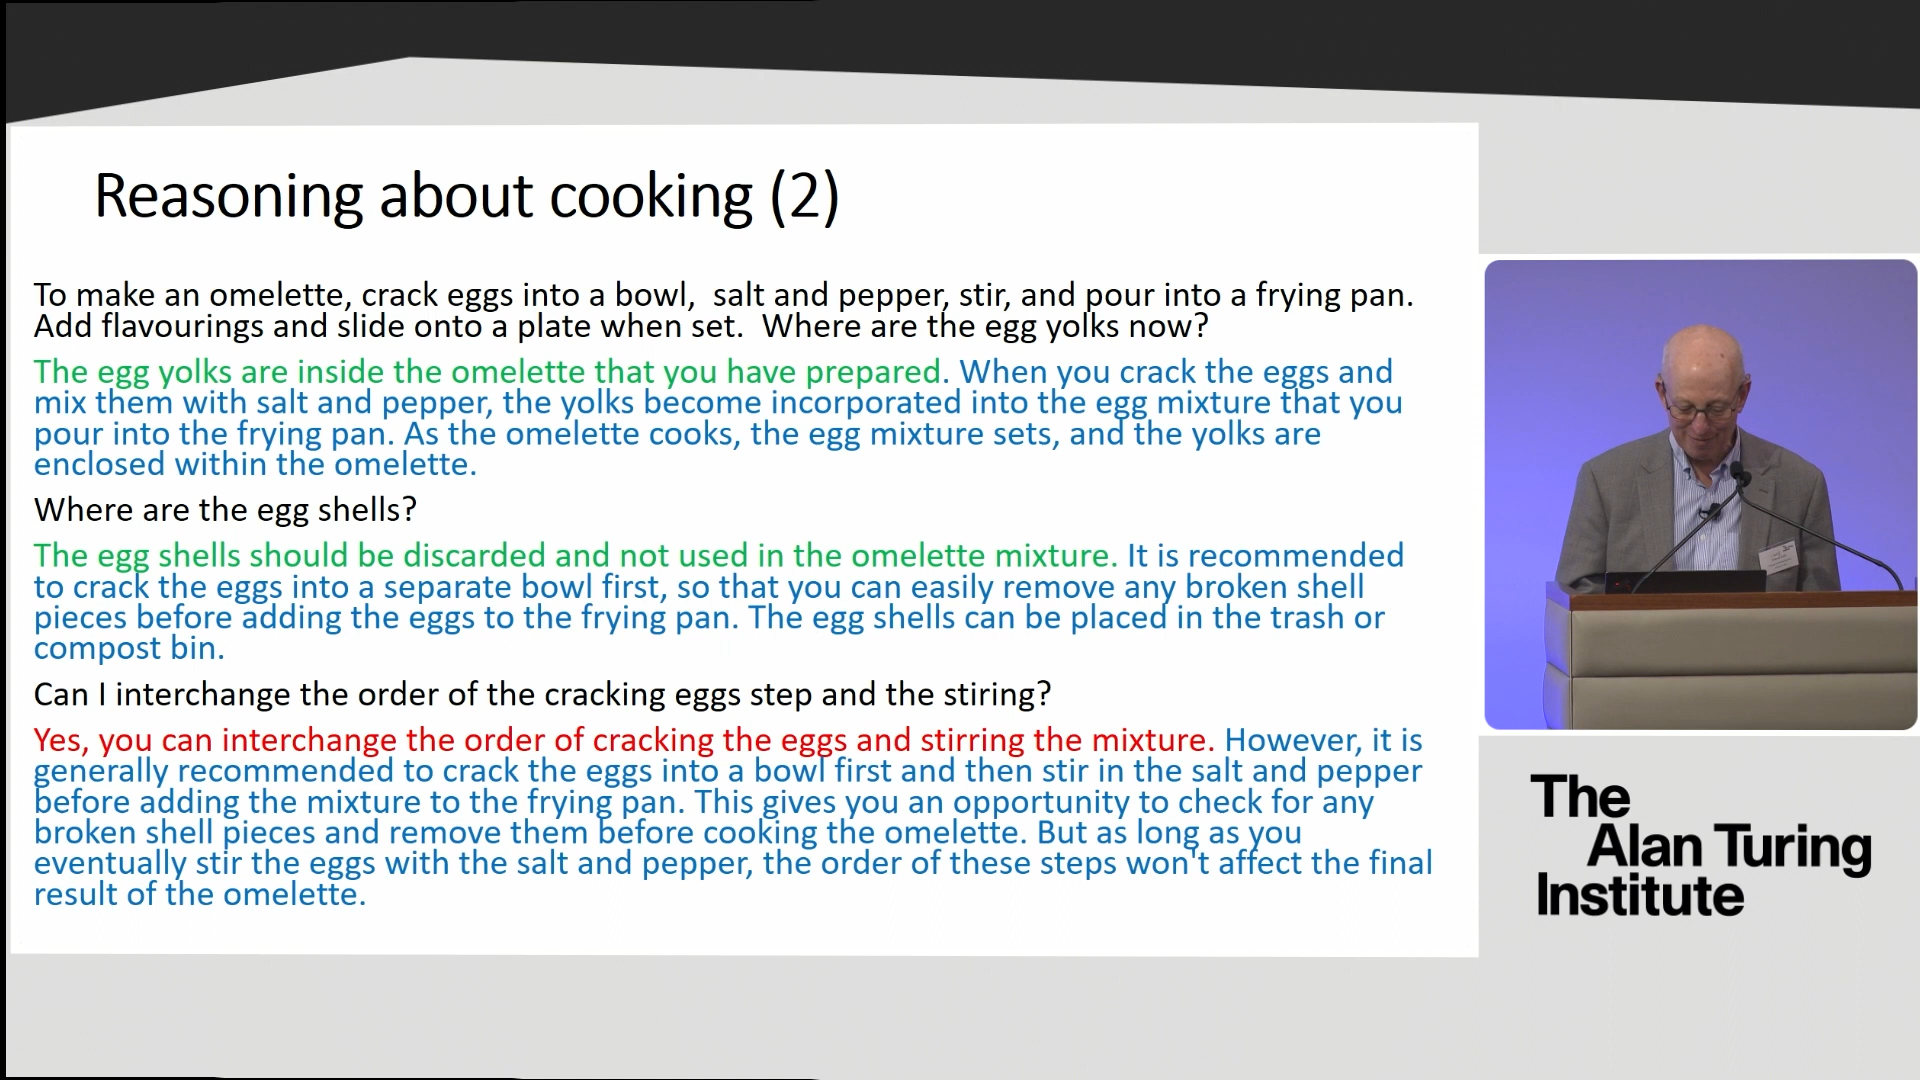 Reasoning about cooking (2)
To make an omelette, crack eggs into a bowl,  salt and pepper, stir, and pour into a frying pan.
Add flavourings and slide onto a plate when set.  Where are the egg yolks now?
The egg yolks are inside the omelette that you have prepared. When you crack the eggs and
mix them with salt and pepper, the yolks become incorporated into the egg mixture that you
pour into the frying pan. As the omelette cooks, the egg mixture sets, and the yolks are
enclosed within the omelette.
Where are the egg shells?
The egg shells should be discarded and not used in the omelette mixture. It is recommended
to crack the eggs into a separate bowl first, so that you can easily remove any broken shell
pieces before adding the eggs to the frying pan. The egg shells can be placed in the trash or
compost bin.
Can I interchange the order of the cracking eggs step and the stiring?
Yes, you can interchange the order of cracking the eggs and stirring the mixture. However, it is
generally recommended to crack the eggs into a bowl first and then stir in the salt and pepper
before adding the mixture to the frying pan. This gives you an opportunity to check for any
broken shell pieces and remove them before cooking the omelette. But as long as you
eventually stir the eggs with the salt and pepper, the order of these steps won't affect the final
result of the omelette.
The
Alan Turing
Institute